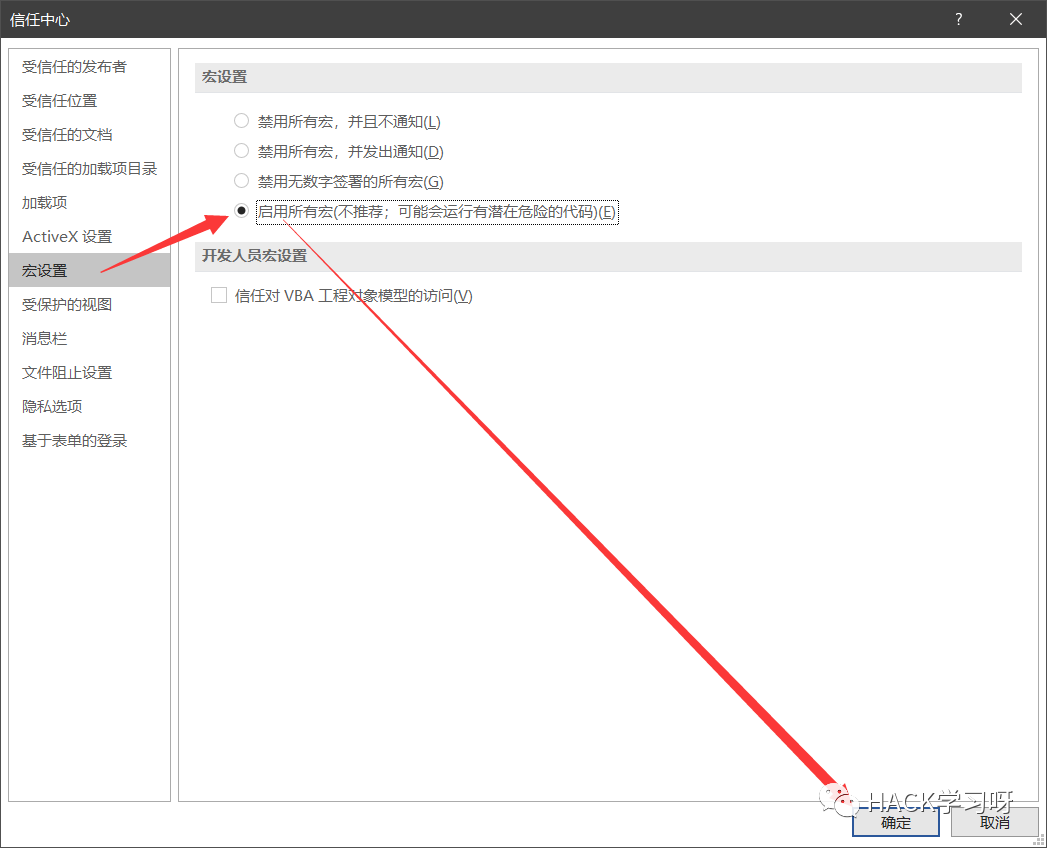 信任中心
受信任的发布者
受信任位置
受信任的文档
受信任的加载项目录
加载项
ActiveX 设置
宏设置
受保护的视图
消息栏
文件阻止设置
隐私选项
基于表单的登录
宏设置
禁用所有宏，并且不通知(L)
禁用所有宏，并发出通知(D)
禁用无数字签署的所有宏(G)
启用所有宏(不推荐；可能会运行有潜在危险的代码)(E)
开发人员宏设置
信任对 VBA 工程对象模型的访问(V)
HACK学习呀
确定
取消